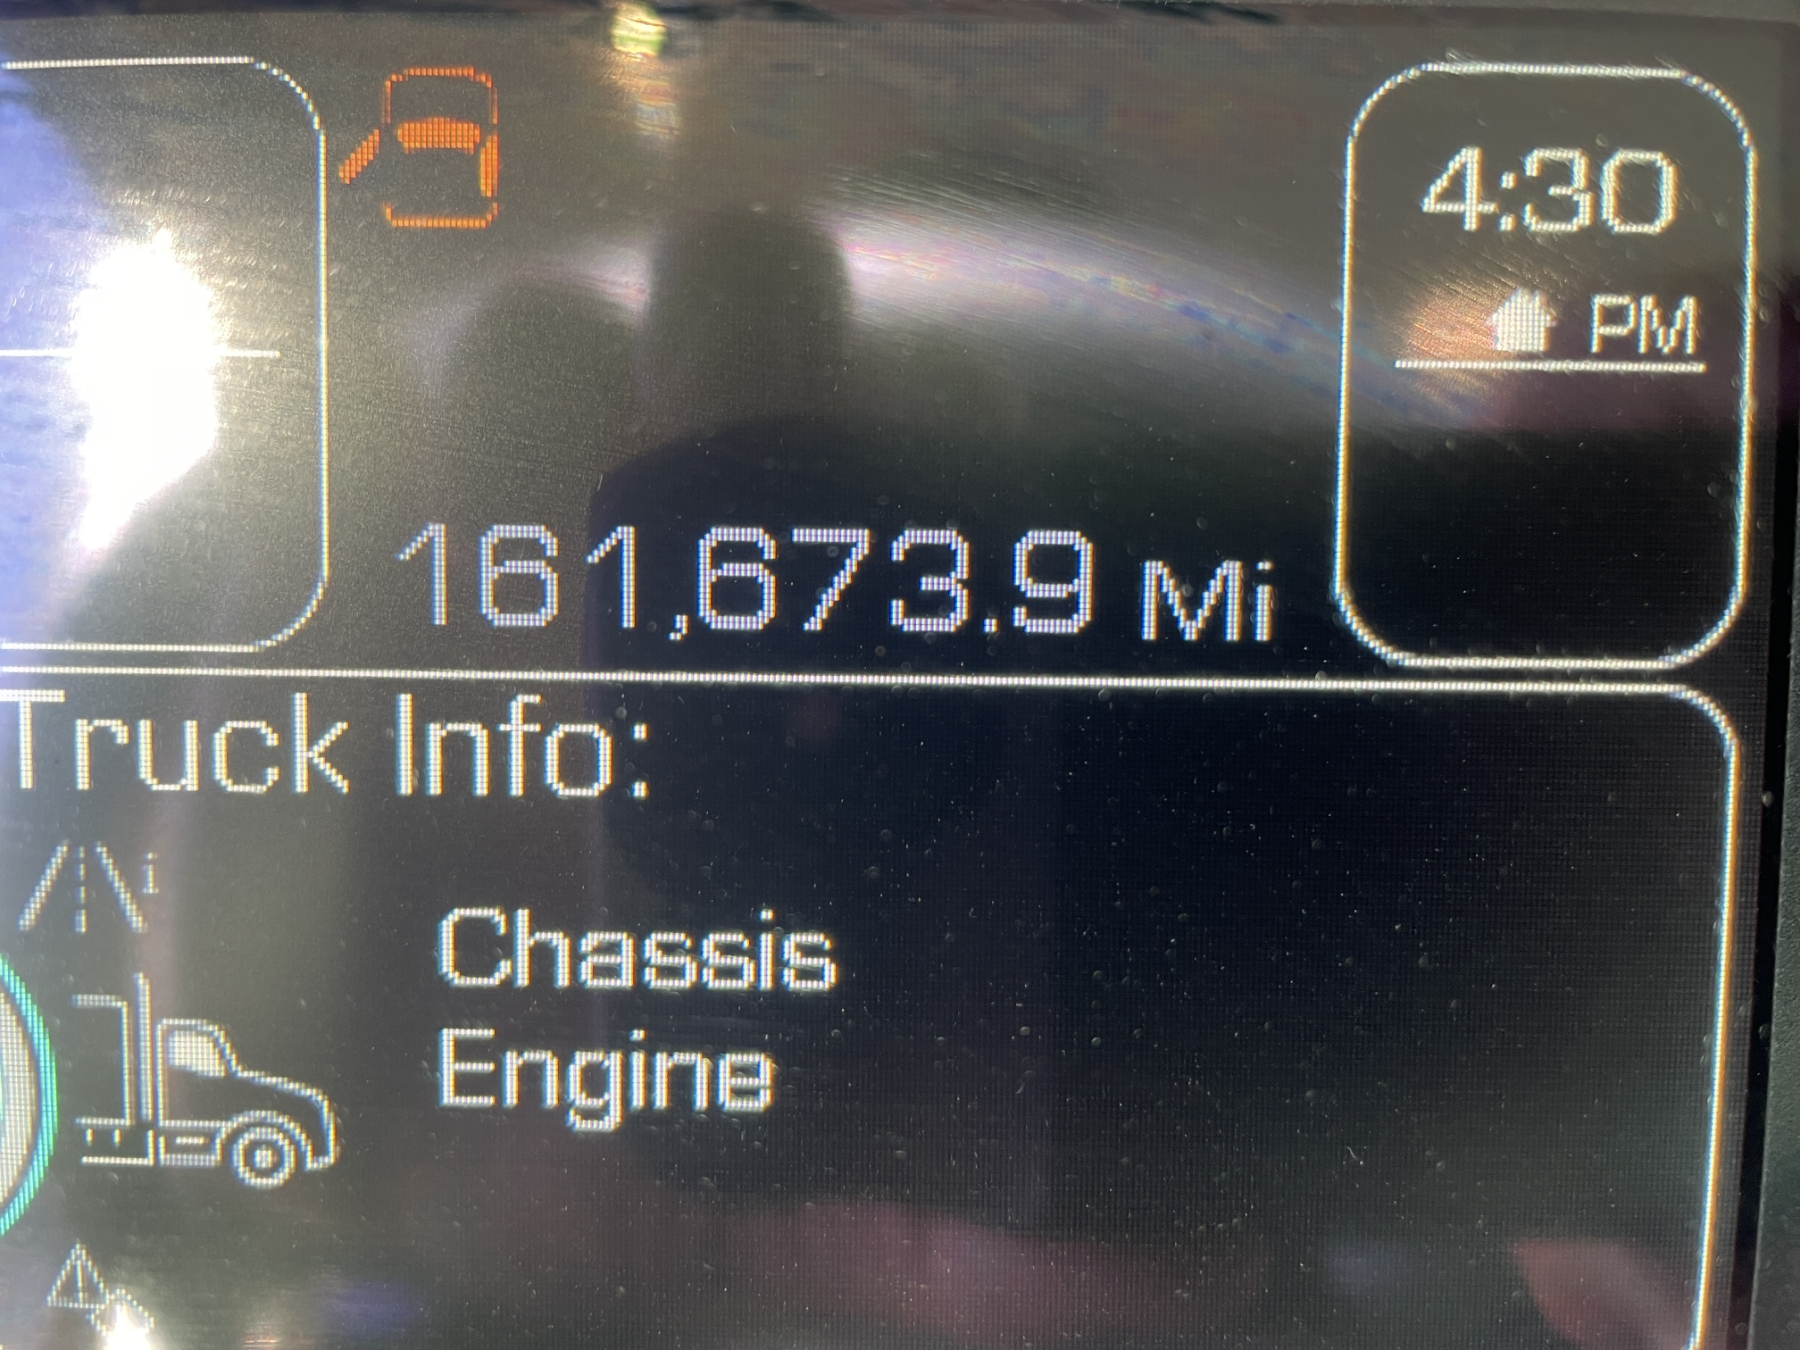 4:30
PM
161,673.9 Mi
Truck Info:
i
Chassis
Engine